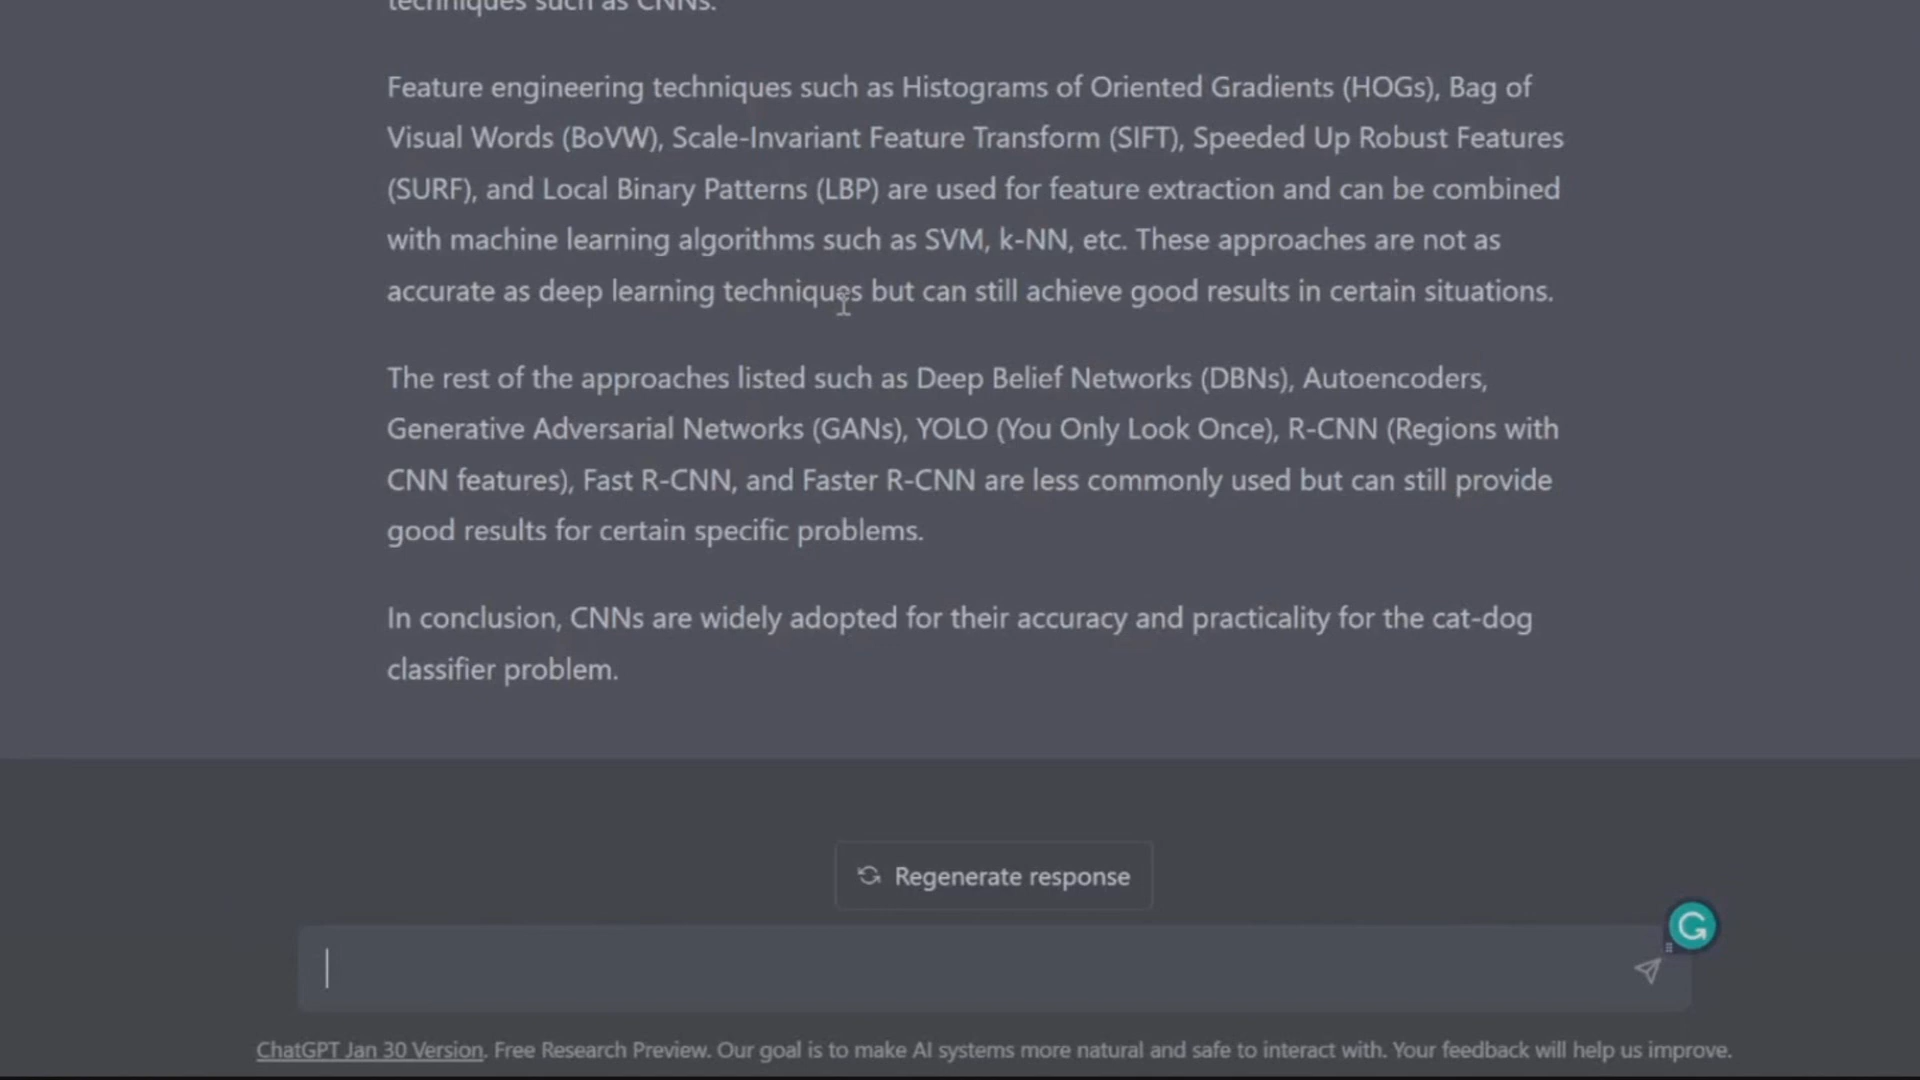 techniques such as CNNs.
Feature engineering techniques such as Histograms of Oriented Gradients (HOGs), Bag of
Visual Words (BoVW), Scale-Invariant Feature Transform (SIFT), Speeded Up Robust Features
(SURF), and Local Binary Patterns (LBP) are used for feature extraction and can be combined
with machine learning algorithms such as SVM, k-NN, etc. These approaches are not as
accurate as deep learning techniques but can still achieve good results in certain situations.
The rest of the approaches listed such as Deep Belief Networks (DBNs), Autoencoders,
Generative Adversarial Networks (GANs), YOLO (You Only Look Once), R-CNN (Regions with
CNN features), Fast R-CNN, and Faster R-CNN are less commonly used but can still provide
good results for certain specific problems.
In conclusion, CNNs are widely adopted for their accuracy and practicality for the cat-dog
classifier problem.
Regenerate response
ChatGPT Jan 30 Version. Free Research Preview. Our goal is to make AI systems more natural and safe to interact with. Your feedback will help us improve.